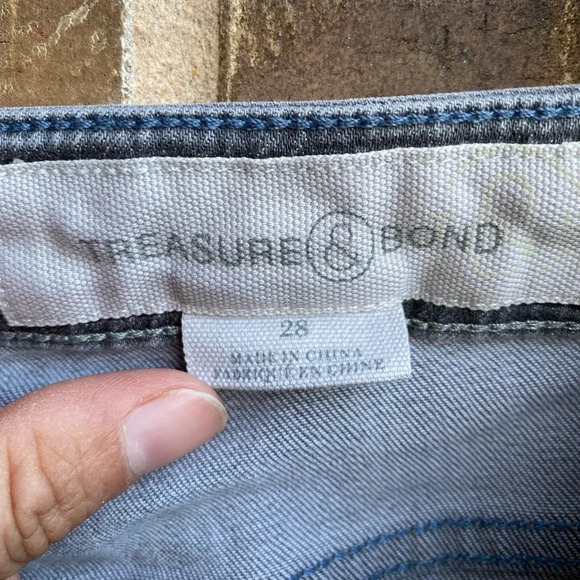 TREASURE & BOND
28
MADE IN CHINA
FABRIQUÉ EN CHINE